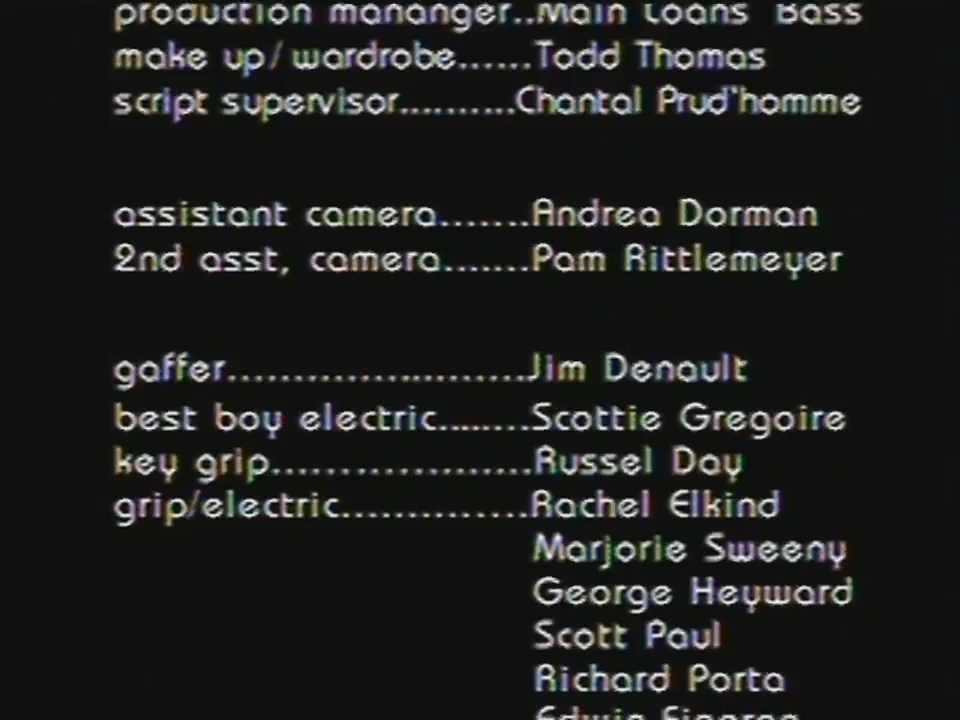 production mananger..Main Loans Bass
make up/wardrobe......Todd Thomas
script supervisor..........Chantal Prud'homme
assistant camera.......Andrea Dorman
2nd asst, camera.......Pam Rittlemeyer
gaffer.......................Jim Denault
best boy electric.......Scottie Gregoire
key grip....................Russel Day
grip/electric..............Rachel Elkind
Marjorie Sweeny
George Heyward
Scott Paul
Richard Porta
Edwin